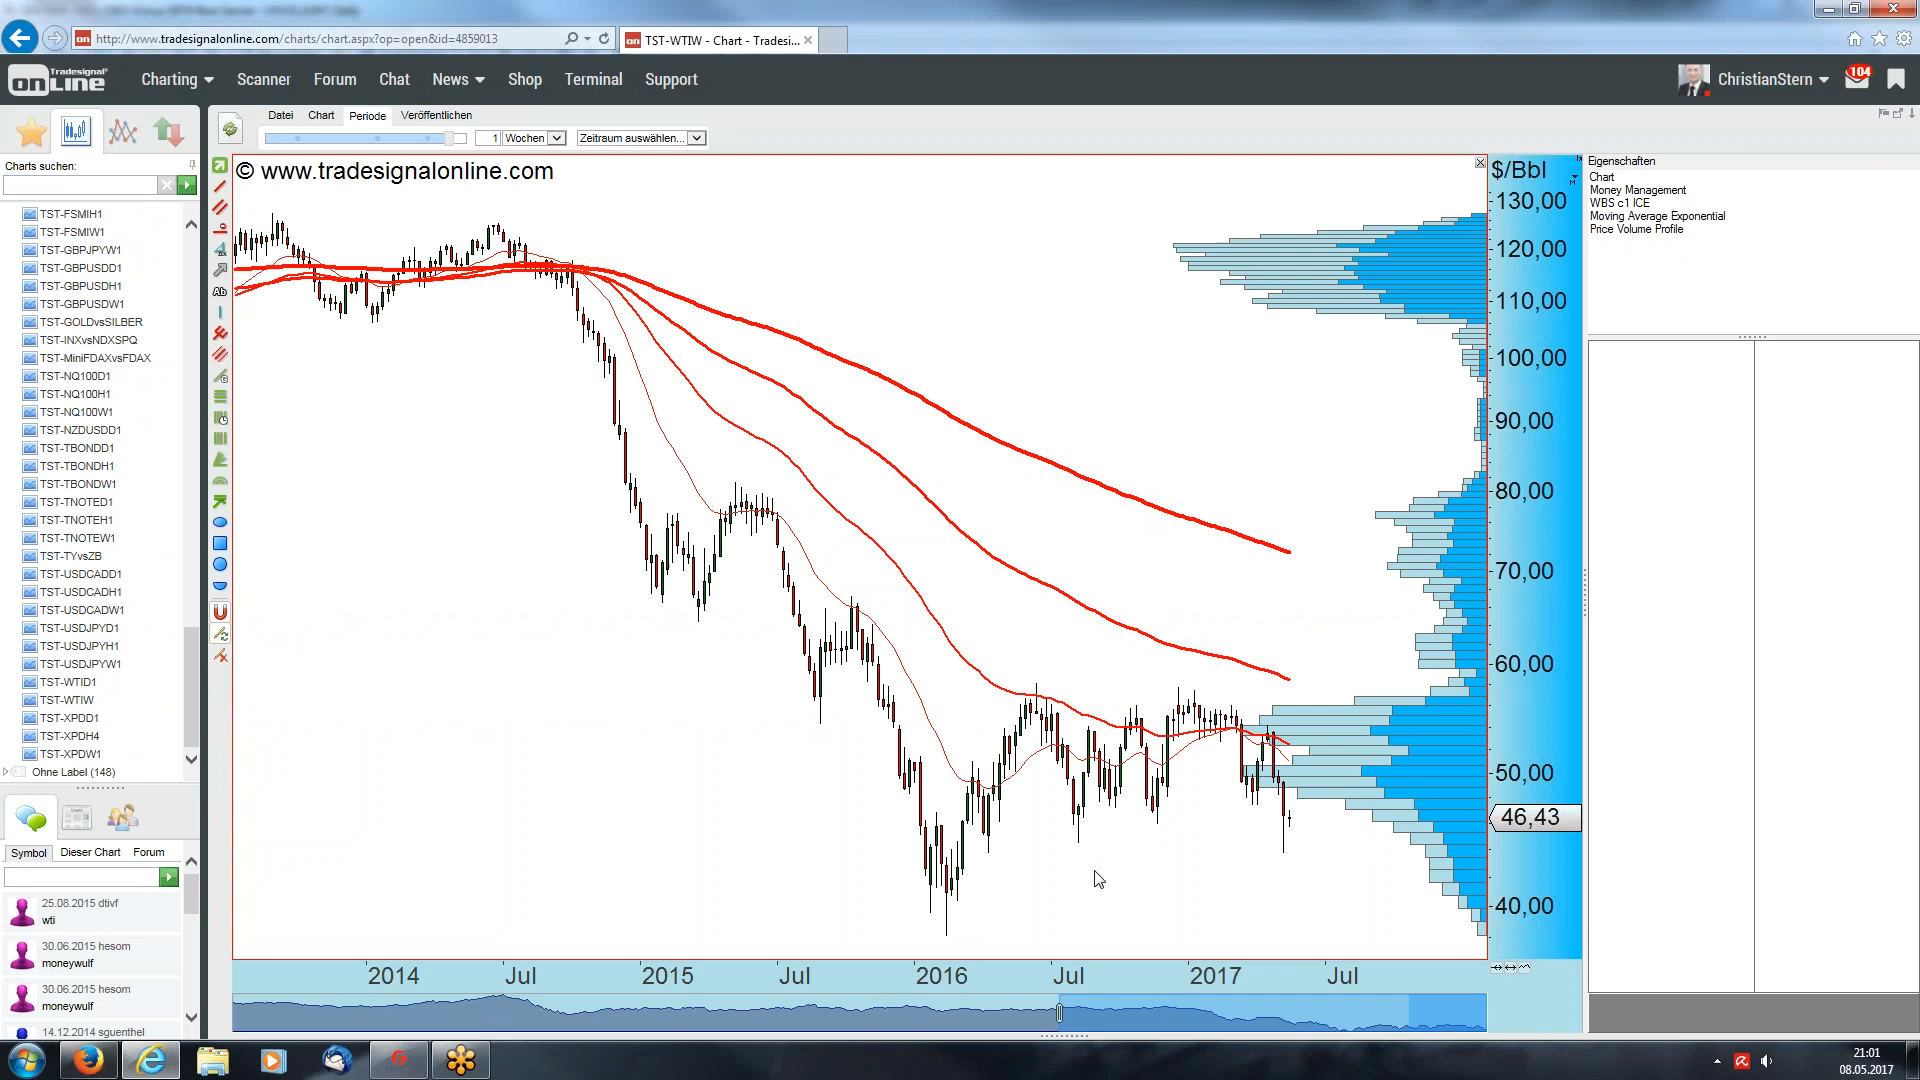 http://www.tradesignalonline.com/charts/chart.aspx?op=open&id=4859013
TST-WTIW - Chart - Tradesi...
Tradesignal
onLine
Charting
Scanner
Forum
Chat
News
Shop
Terminal
Support
ChristianStern
104
Datei
Chart
Periode
Veröffentlichen
1
Wochen
Zeitraum auswählen...
Charts suchen:
TST-FSMIH1
TST-FSMIW1
TST-GBPJPYW1
TST-GBPUSDD1
TST-GBPUSDH1
TST-GBPUSDW1
TST-GOLDvsSILBER
TST-INXvsNDXSPQ
TST-MiniFDAXvsFDAX
TST-NQ100D1
TST-NQ100H1
TST-NQ100W1
TST-NZDUSDD1
TST-TBONDD1
TST-TBONDH1
TST-TBONDW1
TST-TNOTED1
TST-TNOTEH1
TST-TNOTEW1
TST-TYvsZB
TST-USDCADD1
TST-USDCADH1
TST-USDCADW1
TST-USDJPYD1
TST-USDJPYH1
TST-USDJPYW1
TST-WTID1
TST-WTIW
TST-XPDD1
TST-XPDH4
TST-XPDW1
Ohne Label (148)
Symbol
Dieser Chart
Forum
25.08.2015 dtivf
wti
30.06.2015 hesom
moneywulf
30.06.2015 hesom
moneywulf
14.12.2014 sguenthel
Ab
© www.tradesignalonline.com
$/Bbl
130,00
120,00
110,00
100,00
90,00
80,00
70,00
60,00
50,00
46,43
40,00
2014
Jul
2015
Jul
2016
Jul
2017
Jul
Eigenschaften
Chart
Money Management
WBS c1 ICE
Moving Average Exponential
Price Volume Profile
21:01
08.05.2017